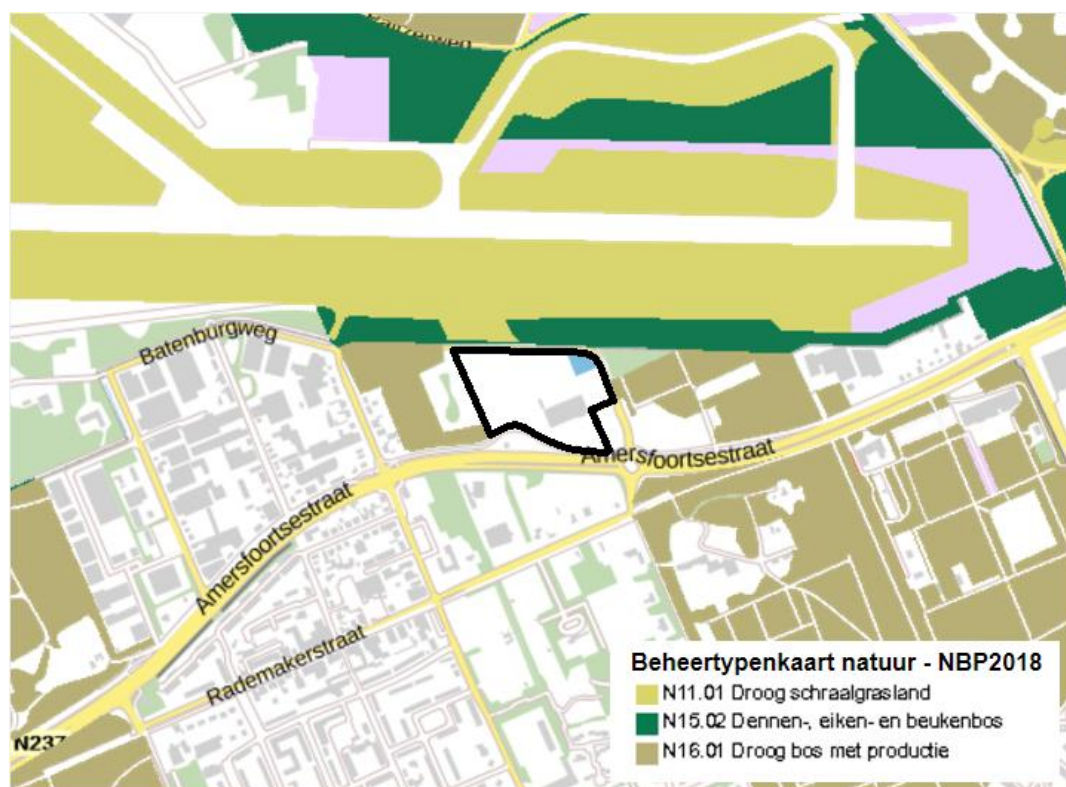 Batenburgweg
Amersfoortsestraat
Amersfoortsestraat
Rademakerstraat
N237
Beheertypenkaart natuur - NBP2018
N11.01 Droog schraalgrasland
N15.02 Dennen-, eiken- en beukenbos
N16.01 Droog bos met productie